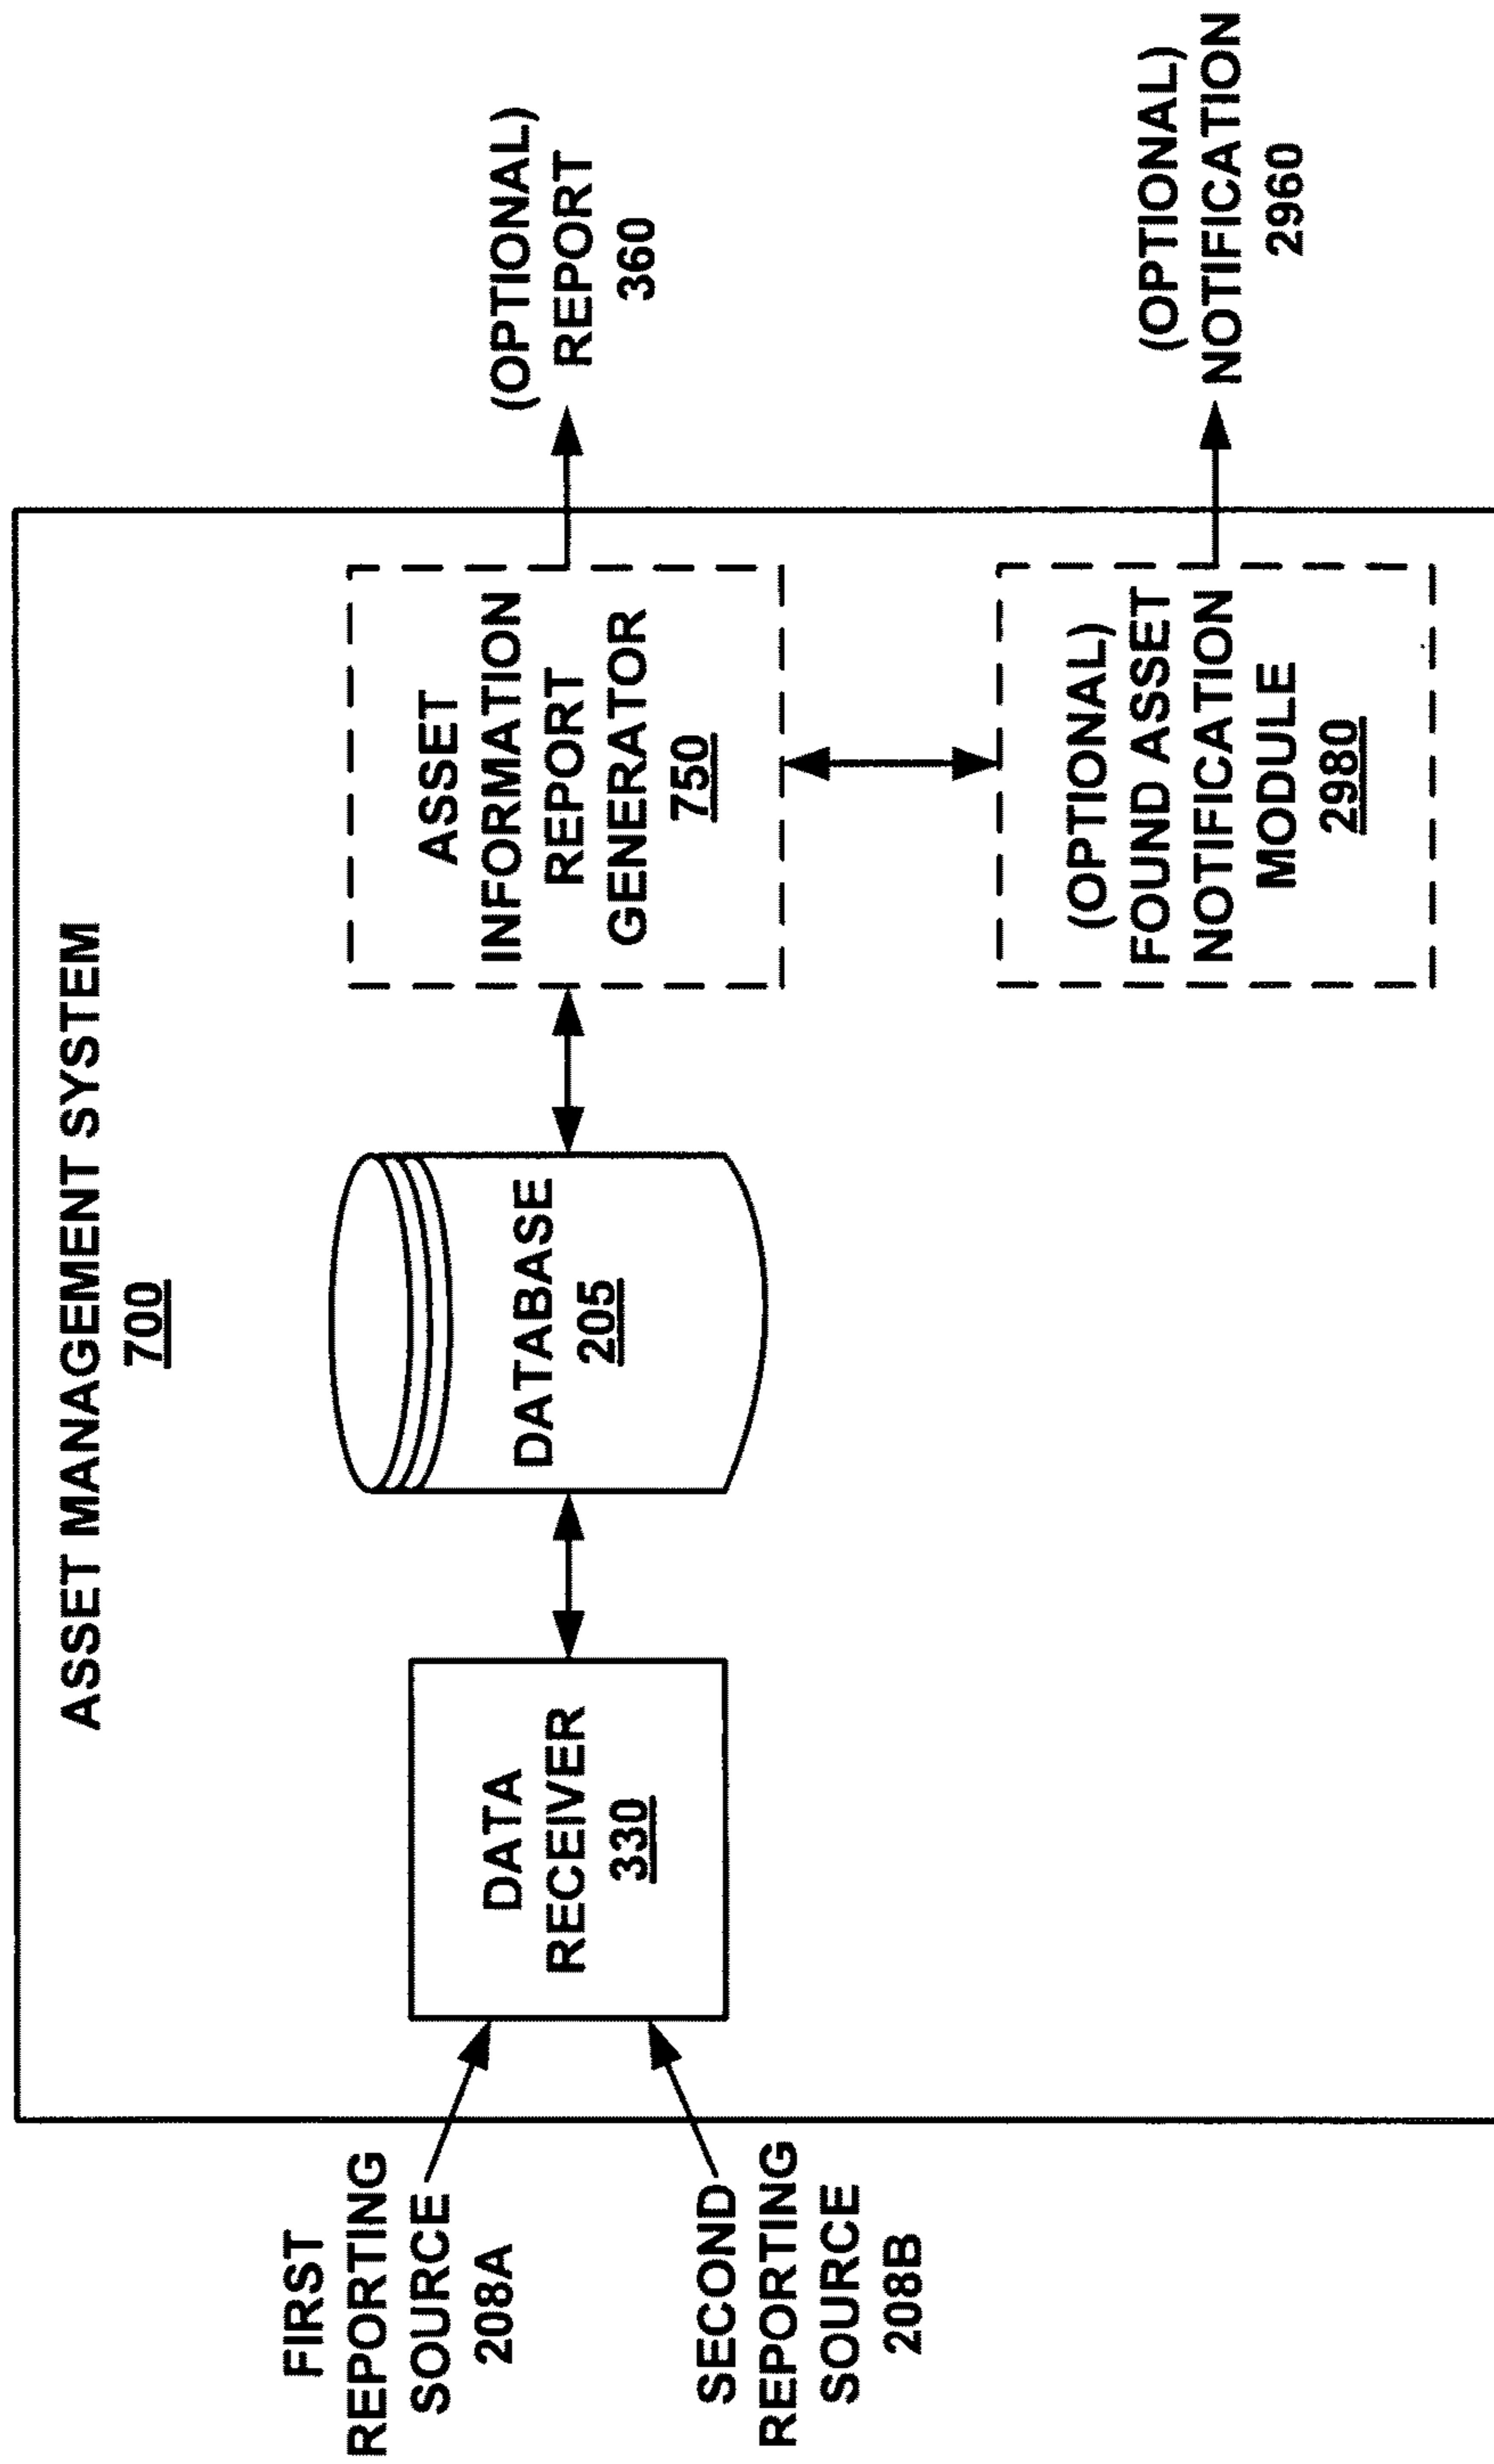 ASSET MANAGEMENT SYSTEM
700
FIRST
REPORTING
SOURCE
208A
SECOND
REPORTING
SOURCE
208B
DATA
RECEIVER
330
DATABASE
205
ASSET
INFORMATION
REPORT
GENERATOR
750
(OPTIONAL)
FOUND ASSET
NOTIFICATION
MODULE
2980
(OPTIONAL)
REPORT
360
(OPTIONAL)
NOTIFICATION
2960